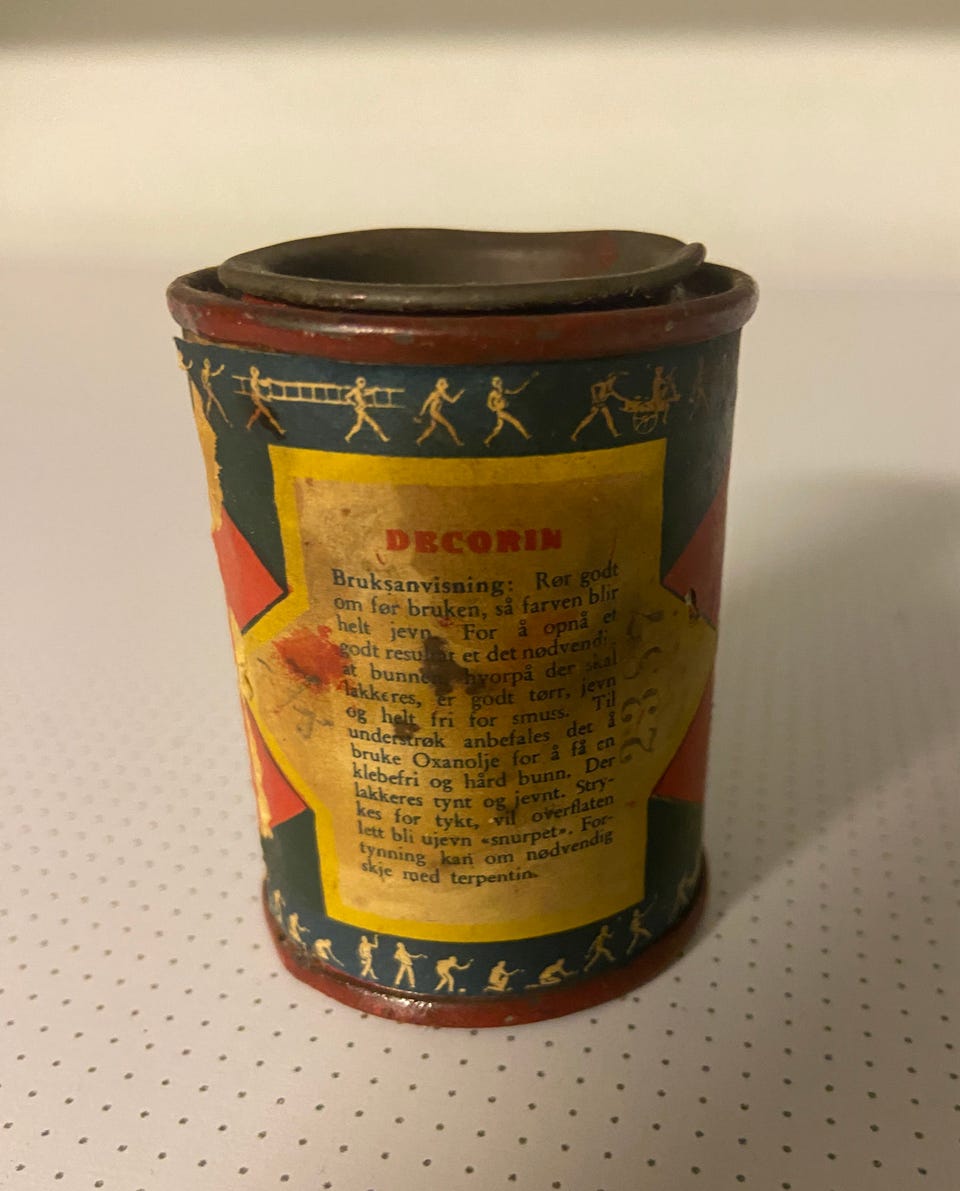 DECORIN
Bruksanvisning: Rør godt
om før bruken, så farven blir
helt jevn. For å opnå et
godt resultat et det nødvendig
at bunnen, hvorpå der skal
lakkeres, er godt tørr, jevn
og helt fri for smuss. Til
understrøk anbefales det å
bruke Oxanolje for å få en
klebefri og hård bunn. Der
lakkeres tynt og jevnt. Stry-
kes for tykt, vil overflaten
lett bli ujevn «snurpet». For-
tynning kan om nødvendig
skje med terpentin.